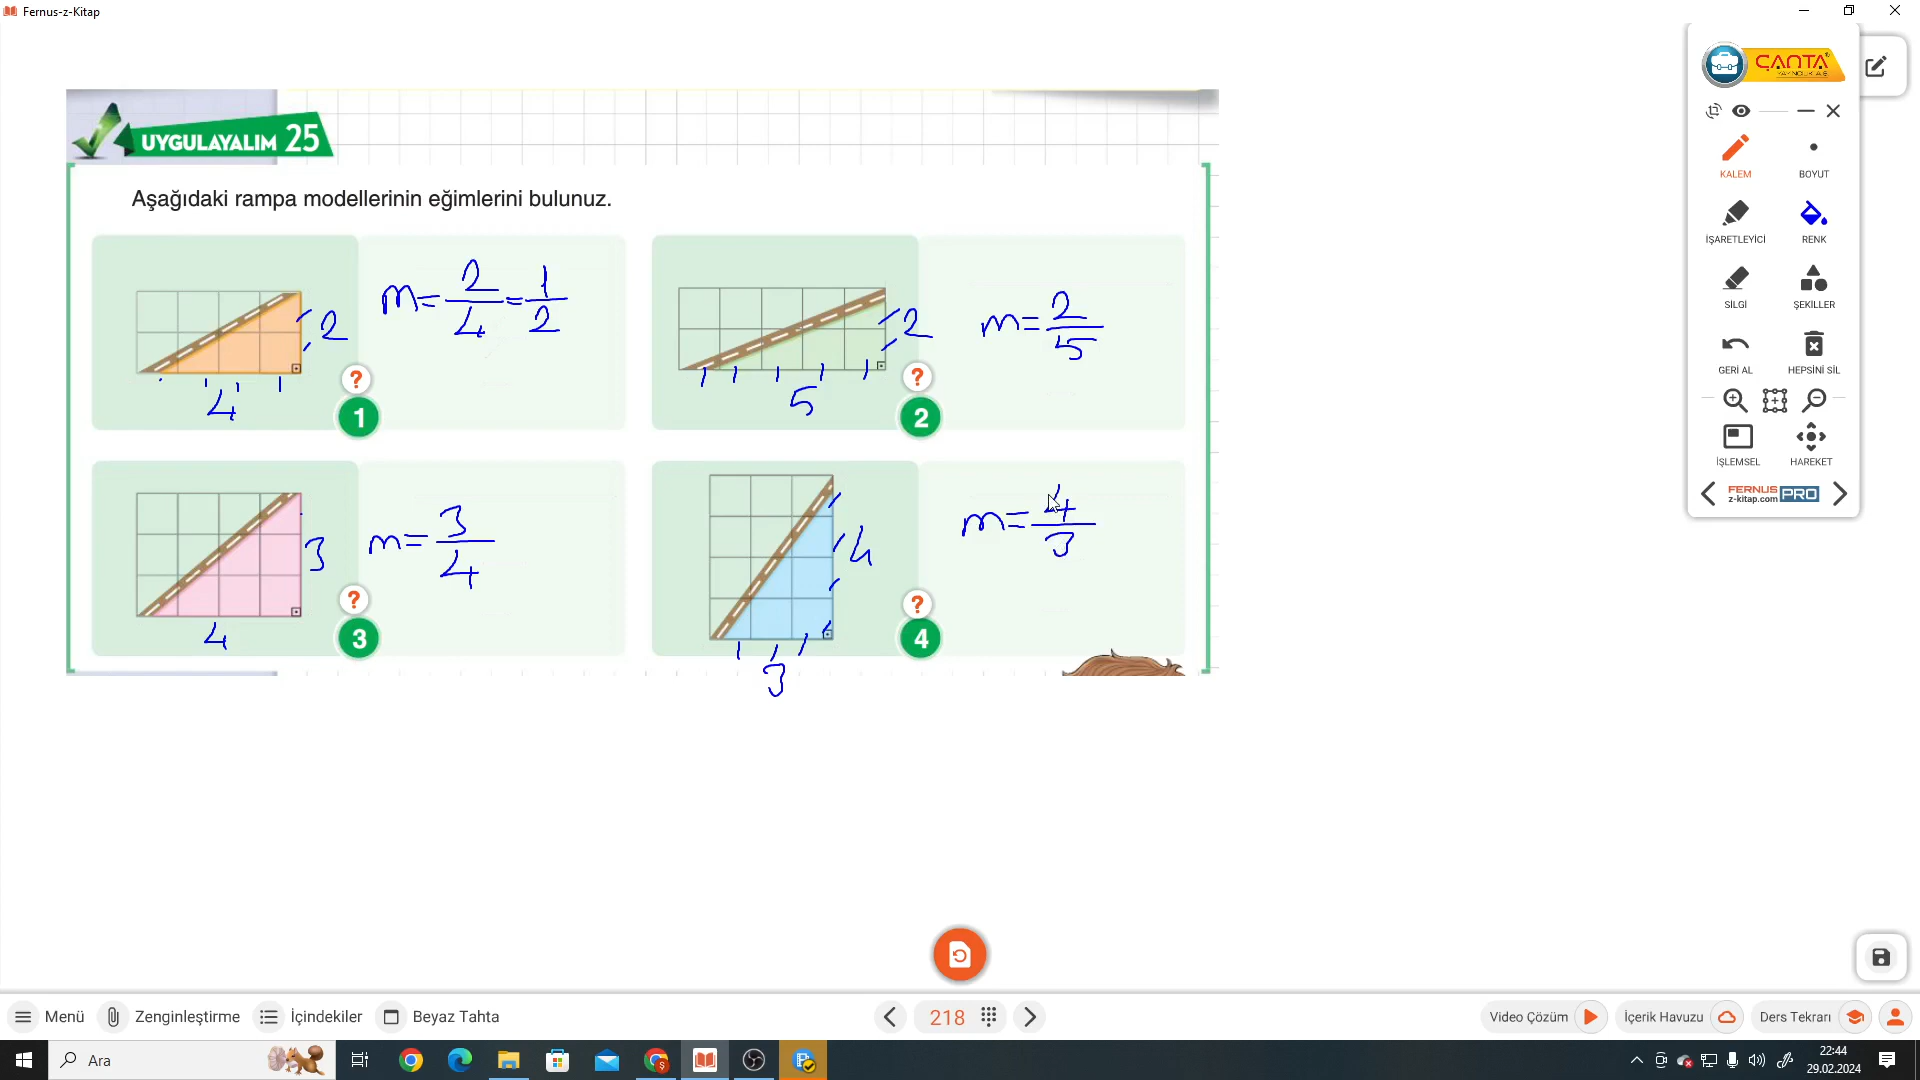 Fernus-z-Kitap
ÇANTA
YAYINCILIK A.Ş.
UYGULAYALIM 25
Aşağıdaki rampa modellerinin eğimlerini bulunuz.
m = 2/4 = 1/2
2
4
?
1
m = 2/5
2
5
?
2
m = 3/4
3
4
?
3
m = 4/3
4
3
?
4
KALEM
BOYUT
İŞARETLEYİCİ
RENK
SİLGİ
ŞEKİLLER
GERİ AL
HEPSİNİ SİL
İŞLEMSEL
HAREKET
FERNUS
z-kitap.com PRO
Menü
Zenginleştirme
İçindekiler
Beyaz Tahta
218
Video Çözüm
İçerik Havuzu
Ders Tekrarı
Ara
22:44
29.02.2024